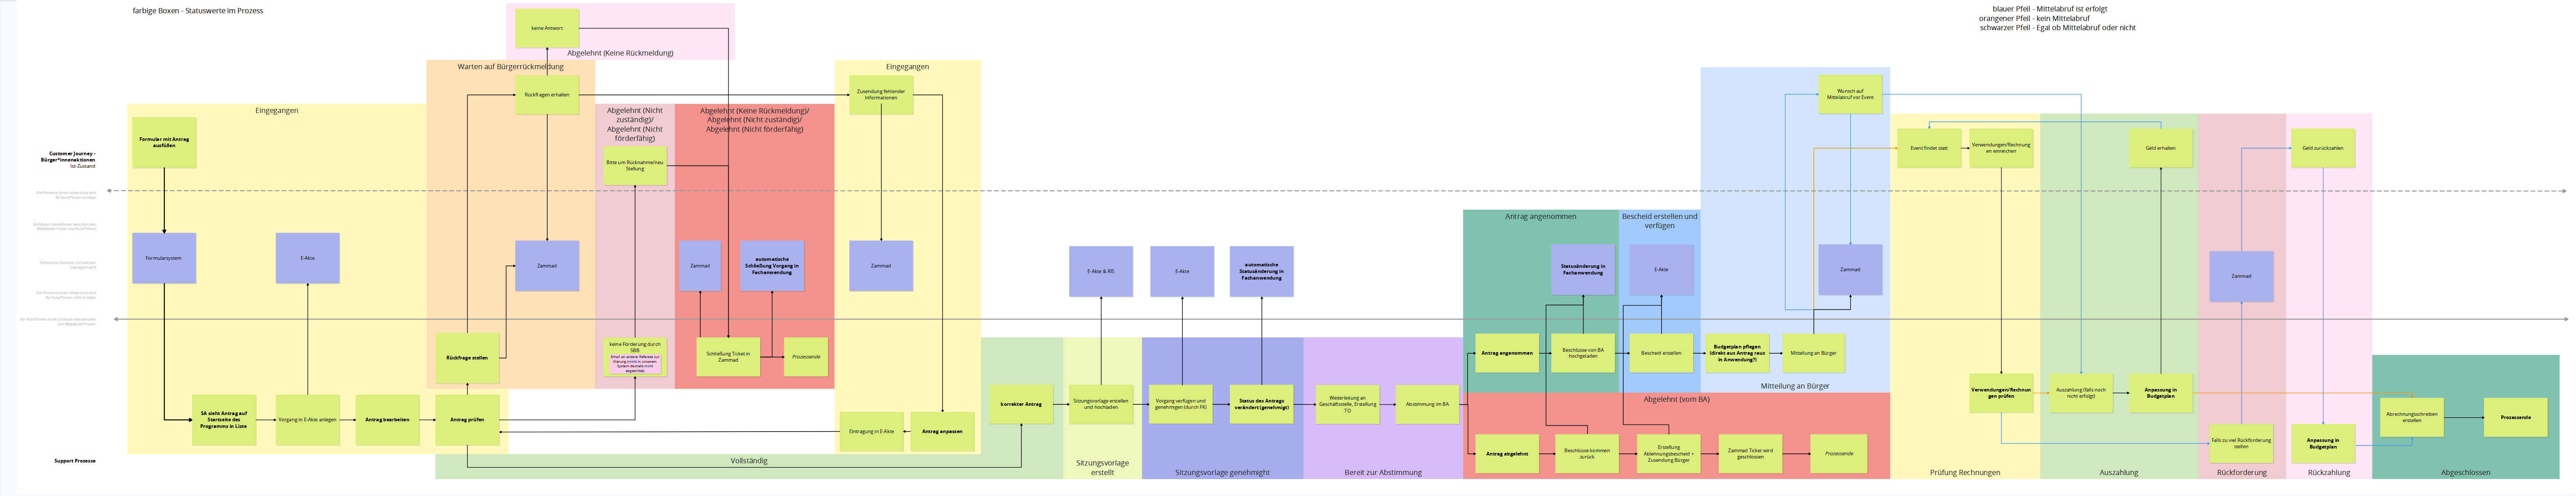 farbige Boxen - Statuswerte im Prozess
blauer Pfeil - Mittelabruf ist erfolgt
orangener Pfeil - kein Mittelabruf
schwarzer Pfeil - Egal ob Mittelabruf oder nicht
keine Antwort
Abgelehnt (Keine Rückmeldung)
Warten auf Bürgerrückmeldung
Rückfragen erhalten
Eingegangen
Zusendung fehlender
Informationen
Wunsch auf
Mittelabruf vor Event
Eingegangen
Abgelehnt (Nicht
zuständig)/
Abgelehnt (Nicht
förderfähig)
Abgelehnt (Keine Rückmeldung)/
Abgelehnt (Nicht zuständig)/
Abgelehnt (Nicht förderfähig)
Formular mit Antrag
ausfüllen
Customer Journey -
Bürger*innenaktionen
Ist-Zustand
Bitte um Rücknahme/neu
Stellung
Event findet statt
Verwendungen/Rechnung
en einreichen
Geld erhalten
Geld zurückzahlen
Antrag angenommen
Bescheid erstellen und
verfügen
Formularsystem
E-Akte
Zammad
Zammad
automatische
Schließung Vorgang in
Fachanwendung
Zammad
E-Akte & RIS
E-Akte
automatische
Statusänderung in
Fachanwendung
Statusänderung in
Fachanwendung
E-Akte
Zammad
Zammad
Rückfrage stellen
keine Förderung durch
SBB
Schließung Ticket in
Zammad
Prozessende
Antrag angenommen
Beschlüsse von BA
hochgeladen
Bescheid erstellen
Budgetplan pflegen
(direkt aus Antrag raus
in Anwendung?)
Mitteilung an Bürger
Mitteilung an Bürger
SA sieht Antrag auf
Startseite des
Programms in Liste
Vorgang in E-Akte anlegen
Antrag bearbeiten
Antrag prüfen
Eintragung in E-Akte
Antrag anpassen
korrekter Antrag
Sitzungsvorlage erstellen
und hochladen
Vorgang verfügen und
genehmigen (durch FK)
Status des Antrags
verändert (genehmigt)
Weiterleitung an
Geschäftsstelle, Erstellung
TO
Abstimmung im BA
Abgelehnt (vom BA)
Verwendungen/Rechnun
gen prüfen
Auszahlung (falls noch
nicht erfolgt)
Anpassung in
Budgetplan
Abrechnungsschreiben
erstellen
Prozessende
Antrag abgelehnt
Beschlüsse kommen
zurück
Erstellung
Ablehnungsbescheid +
Zusendung Bürger
Zammad Ticket wird
geschlossen
Prozessende
Falls zu viel Rückforderung
stellen
Anpassung in
Budgetplan
Support Prozesse
Vollständig
Sitzungsvorlage
erstellt
Sitzungsvorlage genehmight
Bereit zur Abstimmung
Prüfung Rechnungen
Auszahlung
Rückforderung
Rückzahlung
Abgeschlossen